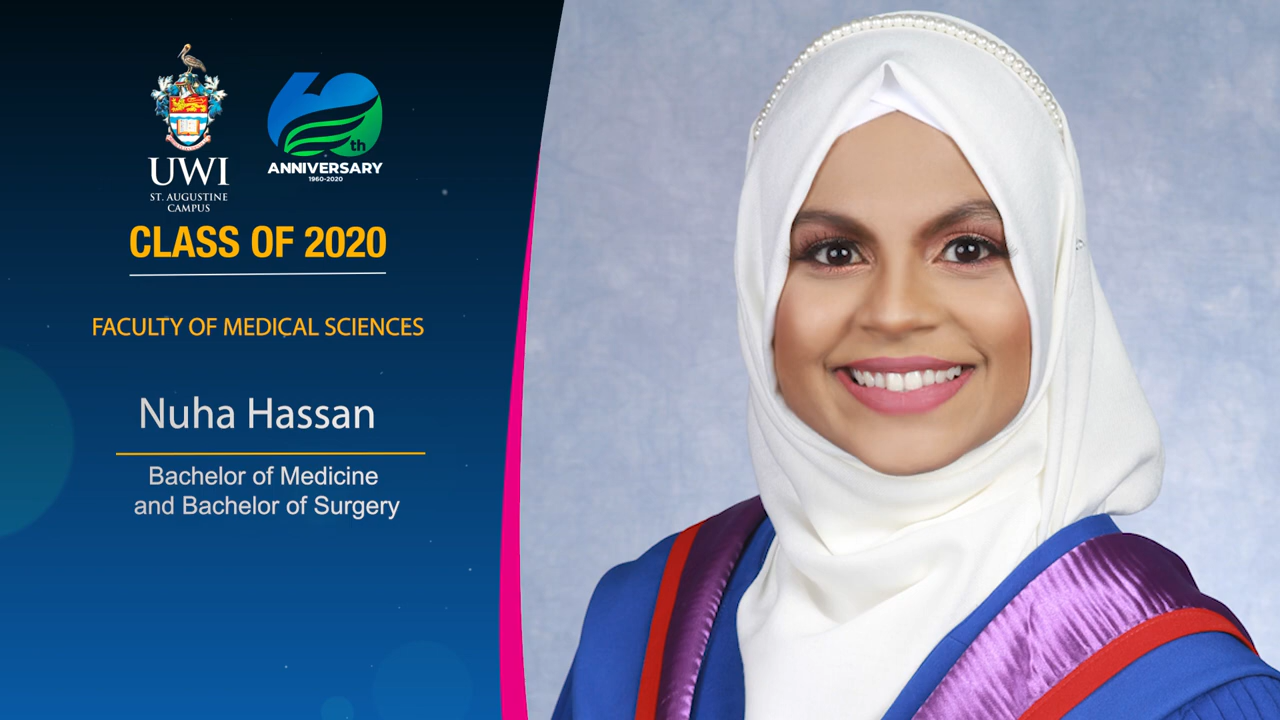 UWI
ST. AUGUSTINE
CAMPUS
60th
ANNIVERSARY
1960-2020
CLASS OF 2020
FACULTY OF MEDICAL SCIENCES
Nuha Hassan
Bachelor of Medicine
and Bachelor of Surgery